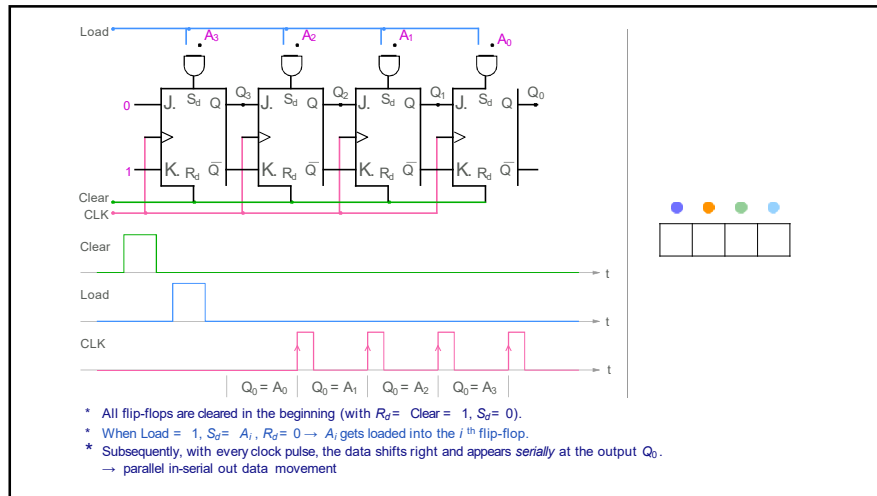 Load
A3 A2 A1 A0
Q3 Q2 Q1 Q0
J. Sd Q J. Sd Q J. Sd Q J. Sd Q
0
1
K. Rd Q̅ K. Rd Q̅ K. Rd Q̅ K. Rd Q̅
Clear
CLK
Clear
t
Load
t
CLK
t
Q0 = A0 Q0 = A1 Q0 = A2 Q0 = A3
* All flip-flops are cleared in the beginning (with Rd = Clear = 1, Sd = 0).
* When Load = 1, Sd = Ai , Rd = 0 → Ai gets loaded into the i th flip-flop.
* Subsequently, with every clock pulse, the data shifts right and appears serially at the output Q0 .
→ parallel in-serial out data movement